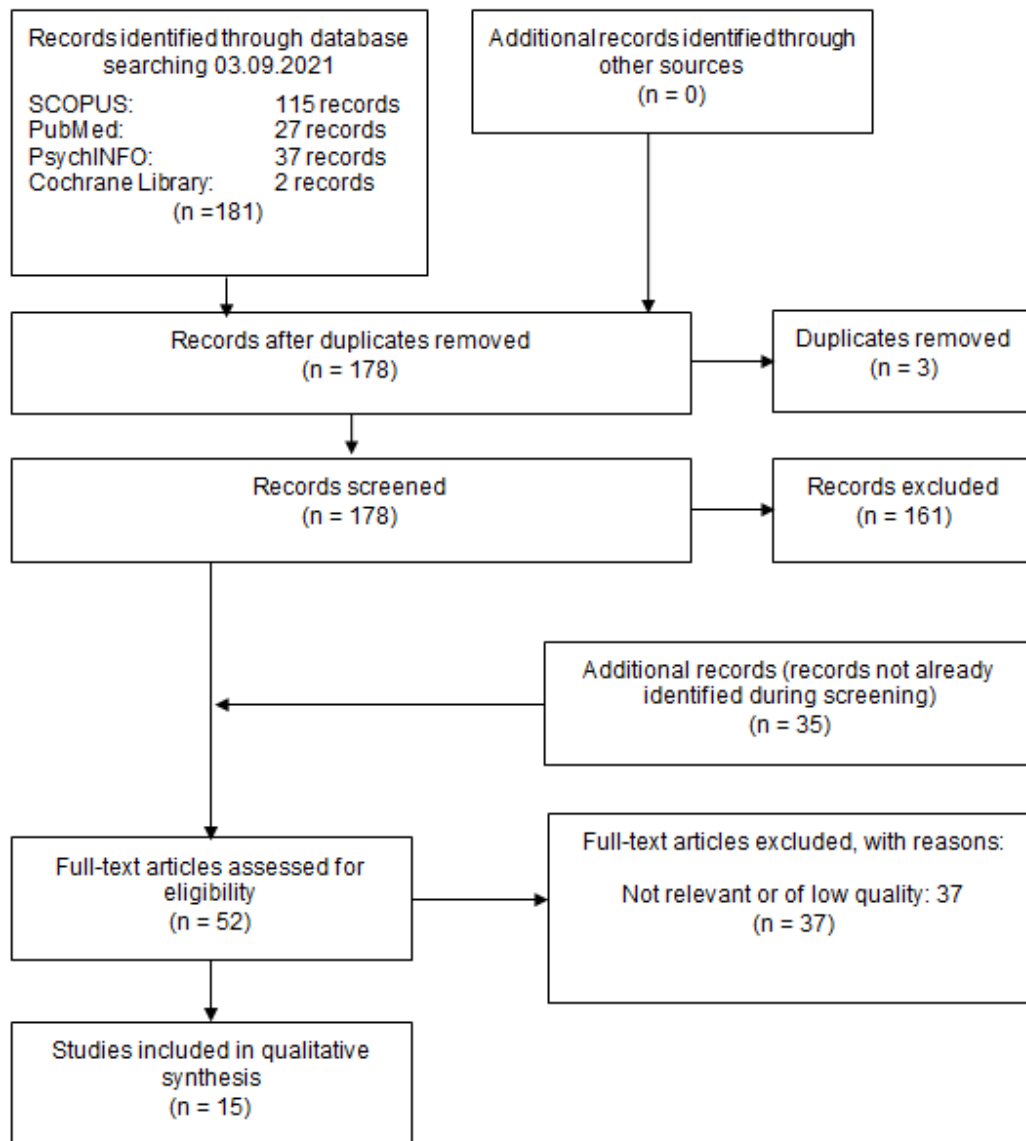 Records identified through database
searching 03.09.2021
SCOPUS: 115 records
PubMed: 27 records
PsychINFO: 37 records
Cochrane Library: 2 records
(n =181)
Additional records identified through
other sources
(n = 0)
Records after duplicates removed
(n = 178)
Duplicates removed
(n = 3)
Records screened
(n = 178)
Records excluded
(n = 161)
Additional records (records not already
identified during screening)
(n = 35)
Full-text articles assessed for
eligibility
(n = 52)
Full-text articles excluded, with reasons:
Not relevant or of low quality: 37
(n = 37)
Studies included in qualitative
synthesis
(n = 15)